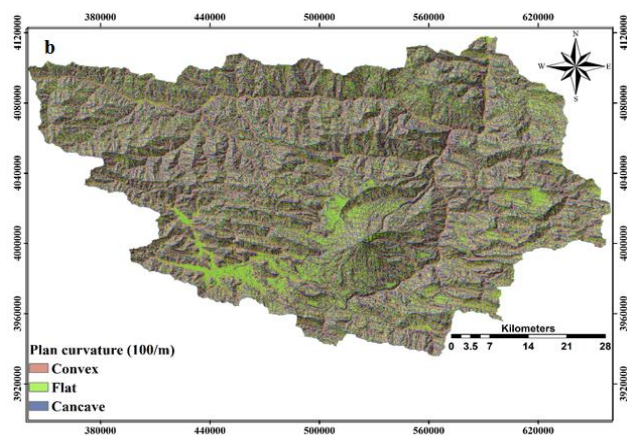 380000 440000 500000 560000 620000
b
N
W E
S
4120000 4120000
4080000 4080000
4040000 4040000
4000000 4000000
3960000 3960000
3920000 3920000
Kilometers
0 3.5 7 14 21 28
Plan curvature (100/m)
Convex
Flat
Cancave
380000 440000 500000 560000 620000